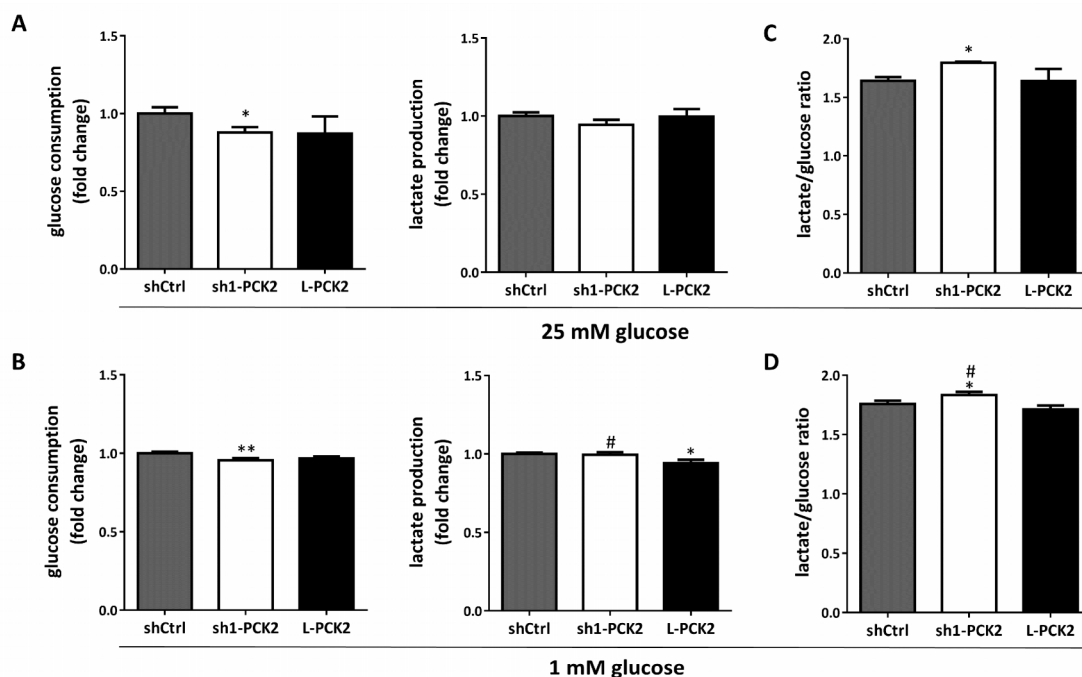 A
glucose consumption
(fold change)
1.5
1.0
0.5
0.0
*
shCtrl sh1-PCK2 L-PCK2
lactate production
(fold change)
1.5
1.0
0.5
0.0
shCtrl sh1-PCK2 L-PCK2
C
lactate/glucose ratio
2.0
1.5
1.0
0.5
0.0
*
shCtrl sh1-PCK2 L-PCK2
25 mM glucose
B
glucose consumption
(fold change)
1.5
1.0
0.5
0.0
**
shCtrl sh1-PCK2 L-PCK2
lactate production
(fold change)
1.5
1.0
0.5
0.0
#
*
shCtrl sh1-PCK2 L-PCK2
D
lactate/glucose ratio
2.0
1.5
1.0
0.5
0.0
#
*
shCtrl sh1-PCK2 L-PCK2
1 mM glucose